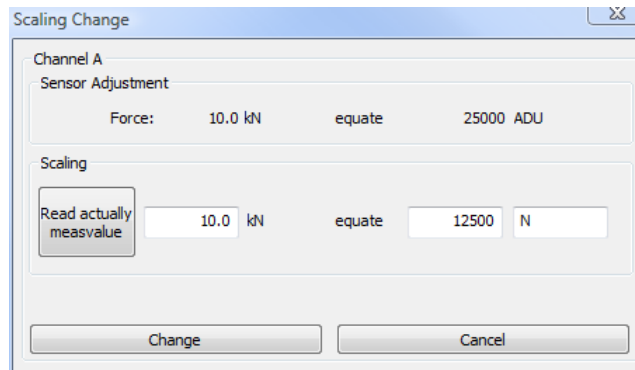 Scaling Change
Channel A
Sensor Adjustment
Force: 10.0 kN equate 25000 ADU
Scaling
Read actually
measvalue
10.0 kN equate 12500 N
Change Cancel